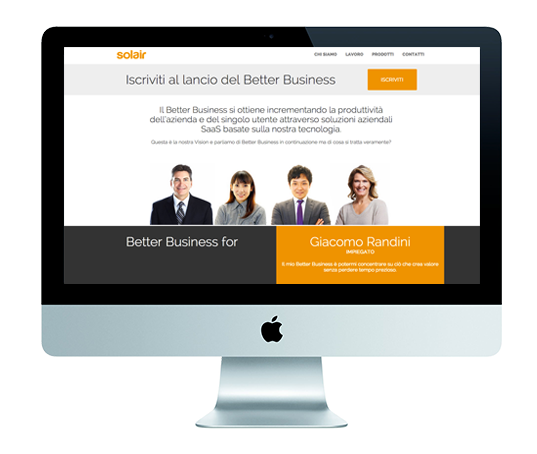 solair
CHI SIAMO LAVORO PRODOTTI CONTATTI
Iscriviti al lancio del Better Business
ISCRIVITI
Il Better Business si ottiene incrementando la produttività
dell'azienda e del singolo utente attraverso soluzioni aziendali
SaaS basate sulla nostra tecnologia.
Questa è la nostra Vision e parliamo di Better Business in continuazione ma di cosa si tratta veramente?
Better Business for
Giacomo Randini
IMPIEGATO
Il mio Better Business è potermi concentrare su ciò che crea valore
senza perdere tempo prezioso.